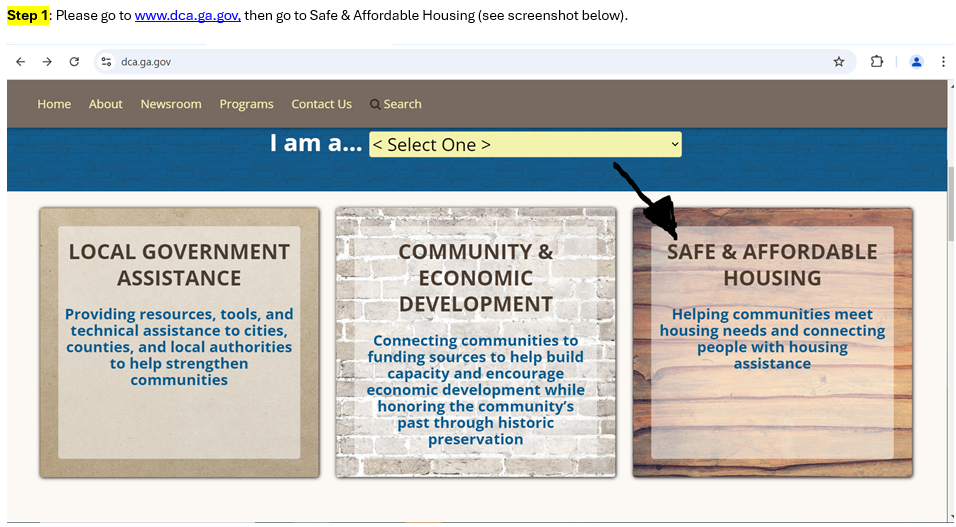 Step 1: Please go to www.dca.ga.gov, then go to Safe & Affordable Housing (see screenshot below).
dca.ga.gov
Home About Newsroom Programs Contact Us Search
I am a... < Select One >
LOCAL GOVERNMENT
ASSISTANCE
Providing resources, tools, and
technical assistance to cities,
counties, and local authorities
to help strengthen
communities
COMMUNITY &
ECONOMIC
DEVELOPMENT
Connecting communities to
funding sources to help build
capacity and encourage
economic development while
honoring the community's
past through historic
preservation
SAFE & AFFORDABLE
HOUSING
Helping communities meet
housing needs and connecting
people with housing
assistance